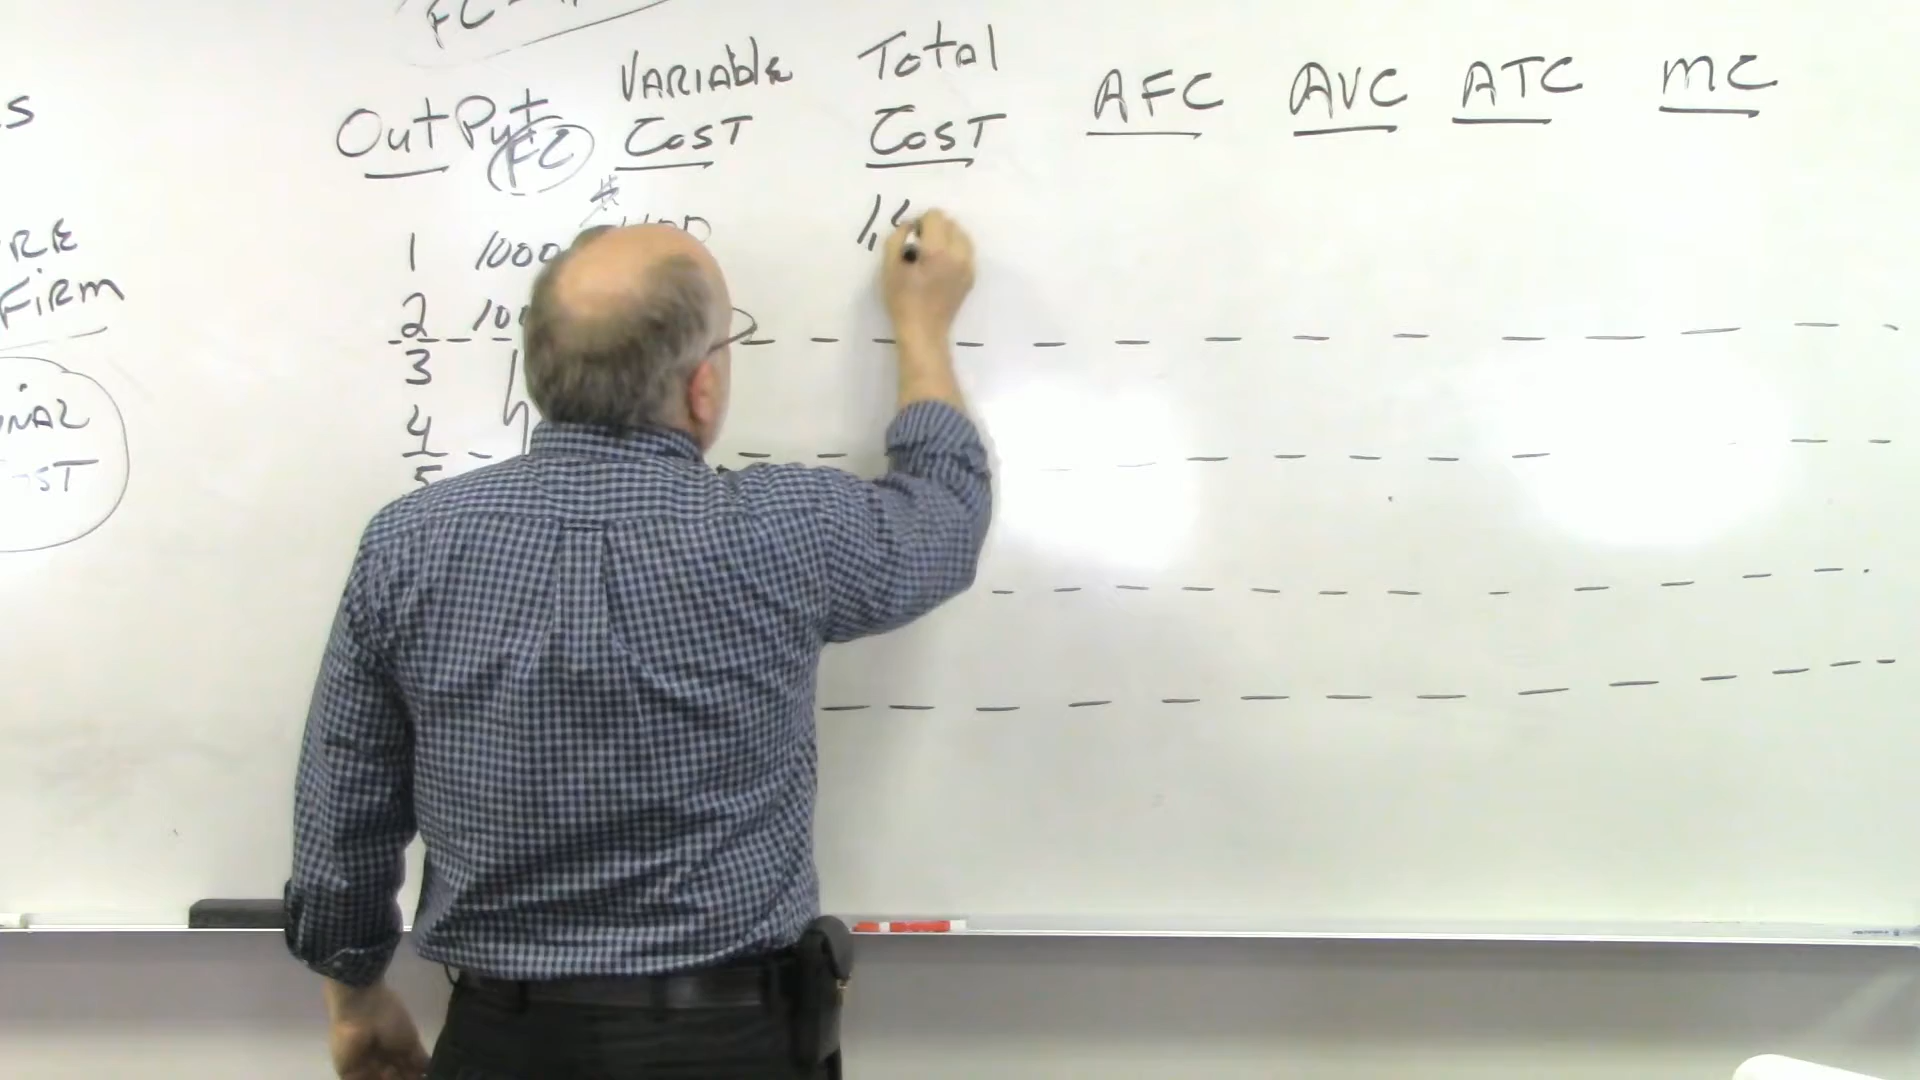 FC
S
RE
FIRM
NAL
ST
OutPut
FC
VARIABLE
COST
Total
COST
AFC
AVC
ATC
MC
1 1000
2
3
4
5